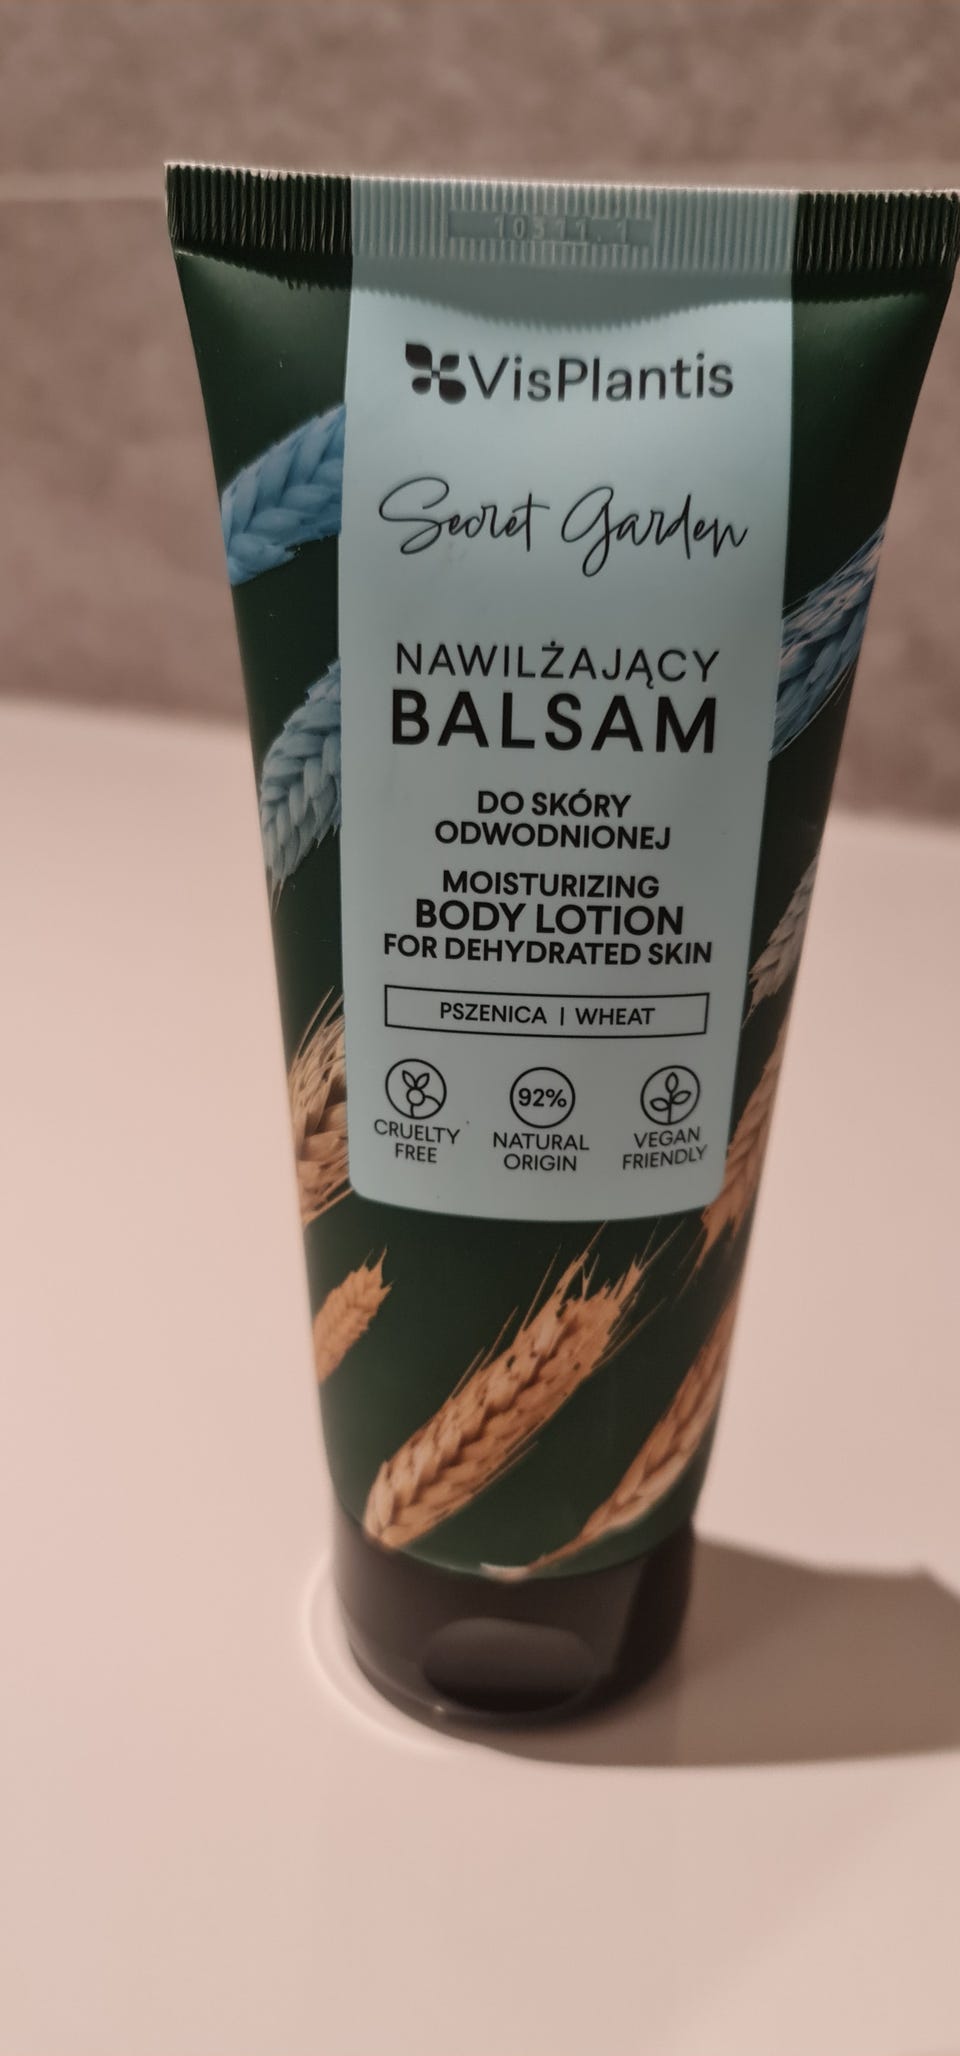 VisPlantis
Secret Garden
NAWILŻAJĄCY
BALSAM
DO SKÓRY
ODWODNIONEJ
MOISTURIZING
BODY LOTION
FOR DEHYDRATED SKIN
PSZENICA | WHEAT
92%
CRUELTY
FREE
NATURAL
ORIGIN
VEGAN
FRIENDLY